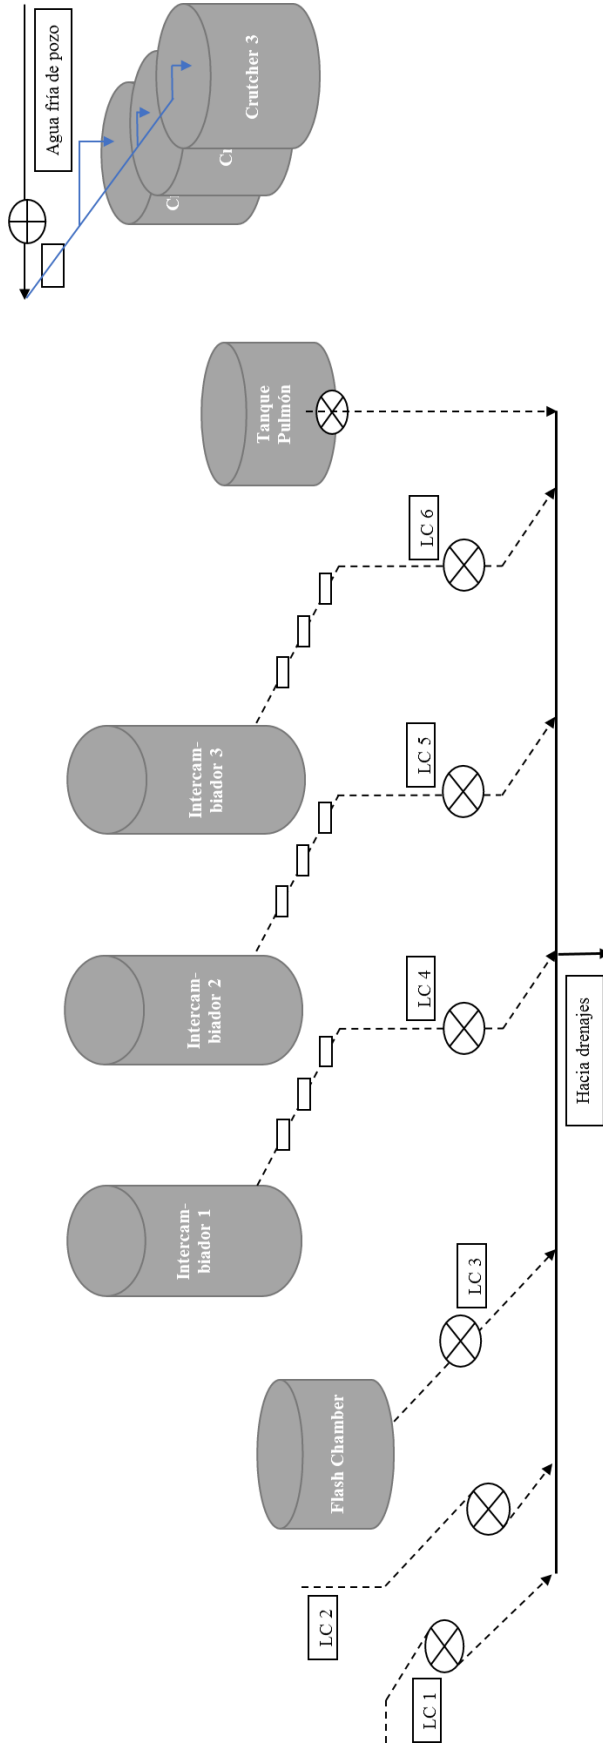 Agua fría de pozo
Crutcher 3
Intercam-
biador 1
Intercam-
biador 2
Intercam-
biador 3
Tanque
Pulmón
Flash Chamber
LC 1
LC 2
LC 3
LC 4
LC 5
LC 6
Hacia drenajes